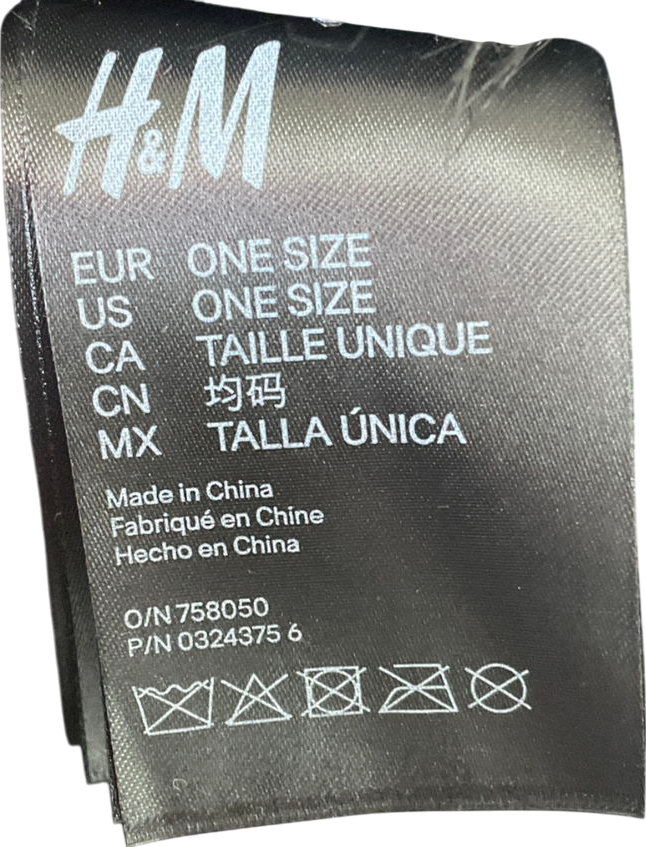 H&M
EUR ONE SIZE
US ONE SIZE
CA TAILLE UNIQUE
CN 均码
MX TALLA ÚNICA
Made in China
Fabriqué en Chine
Hecho en China
O/N 758050
P/N 0324375 6